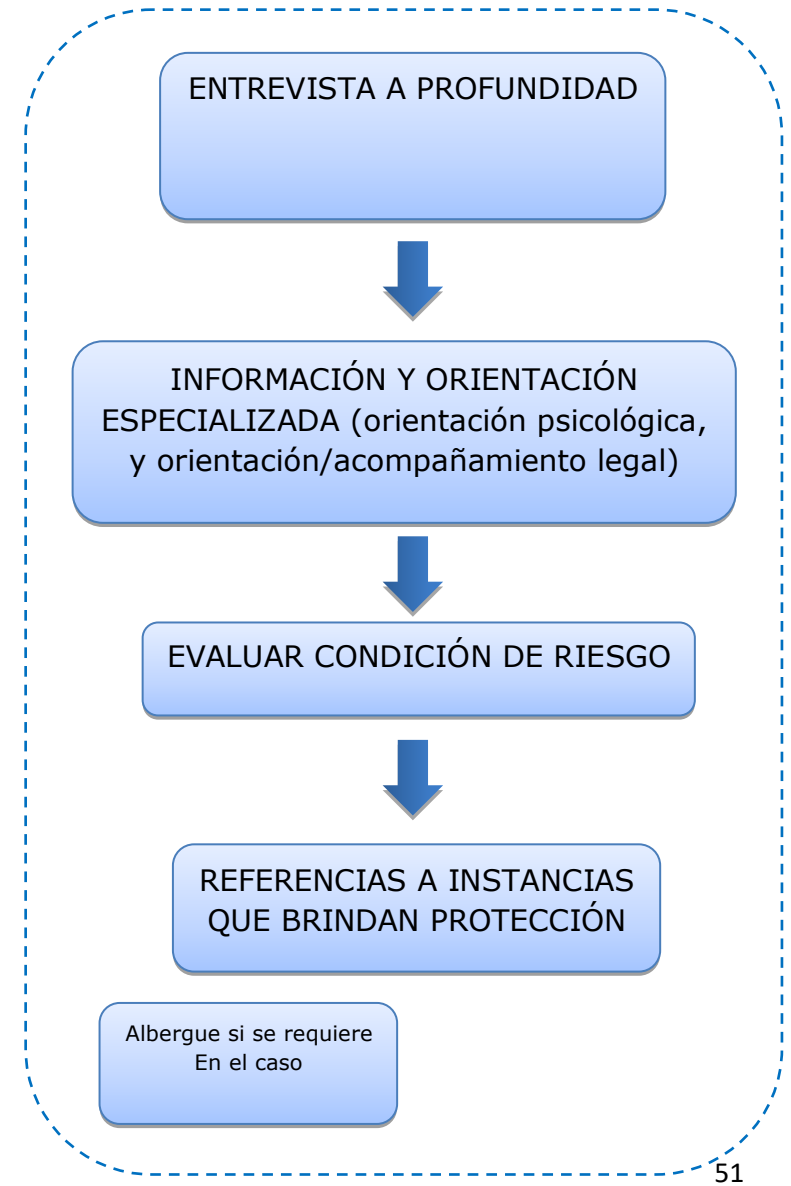 ENTREVISTA A PROFUNDIDAD
INFORMACIÓN Y ORIENTACIÓN
ESPECIALIZADA (orientación psicológica,
y orientación/acompañamiento legal)
EVALUAR CONDICIÓN DE RIESGO
REFERENCIAS A INSTANCIAS
QUE BRINDAN PROTECCIÓN
Albergue si se requiere
En el caso
51